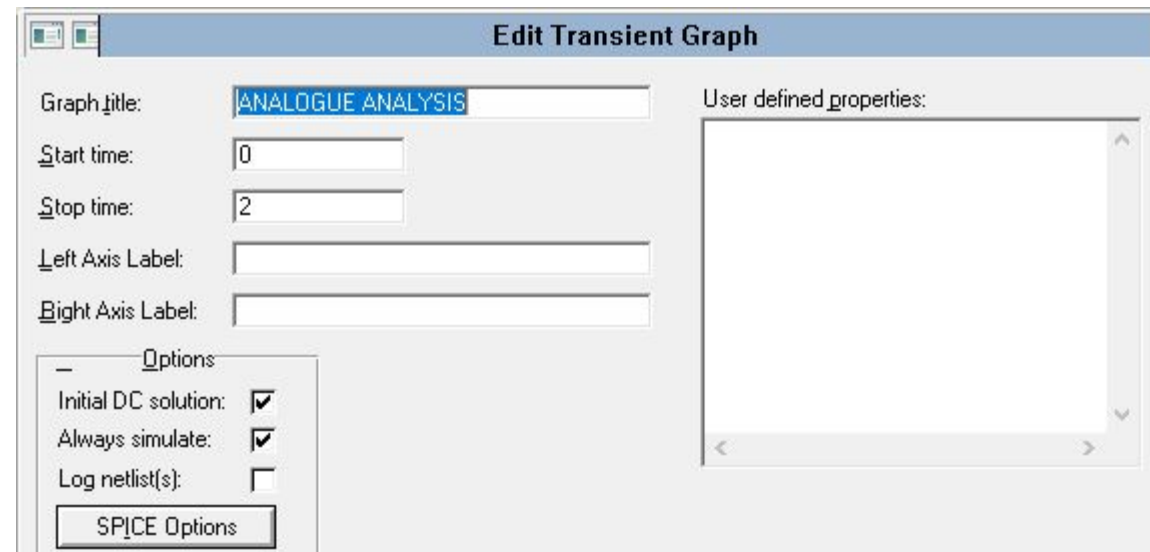 Edit Transient Graph
Graph title: ANALOGUE ANALYSIS
User defined properties:
Start time: 0
Stop time: 2
Left Axis Label:
Right Axis Label:
Options
Initial DC solution:
Always simulate:
Log netlist(s):
SPICE Options